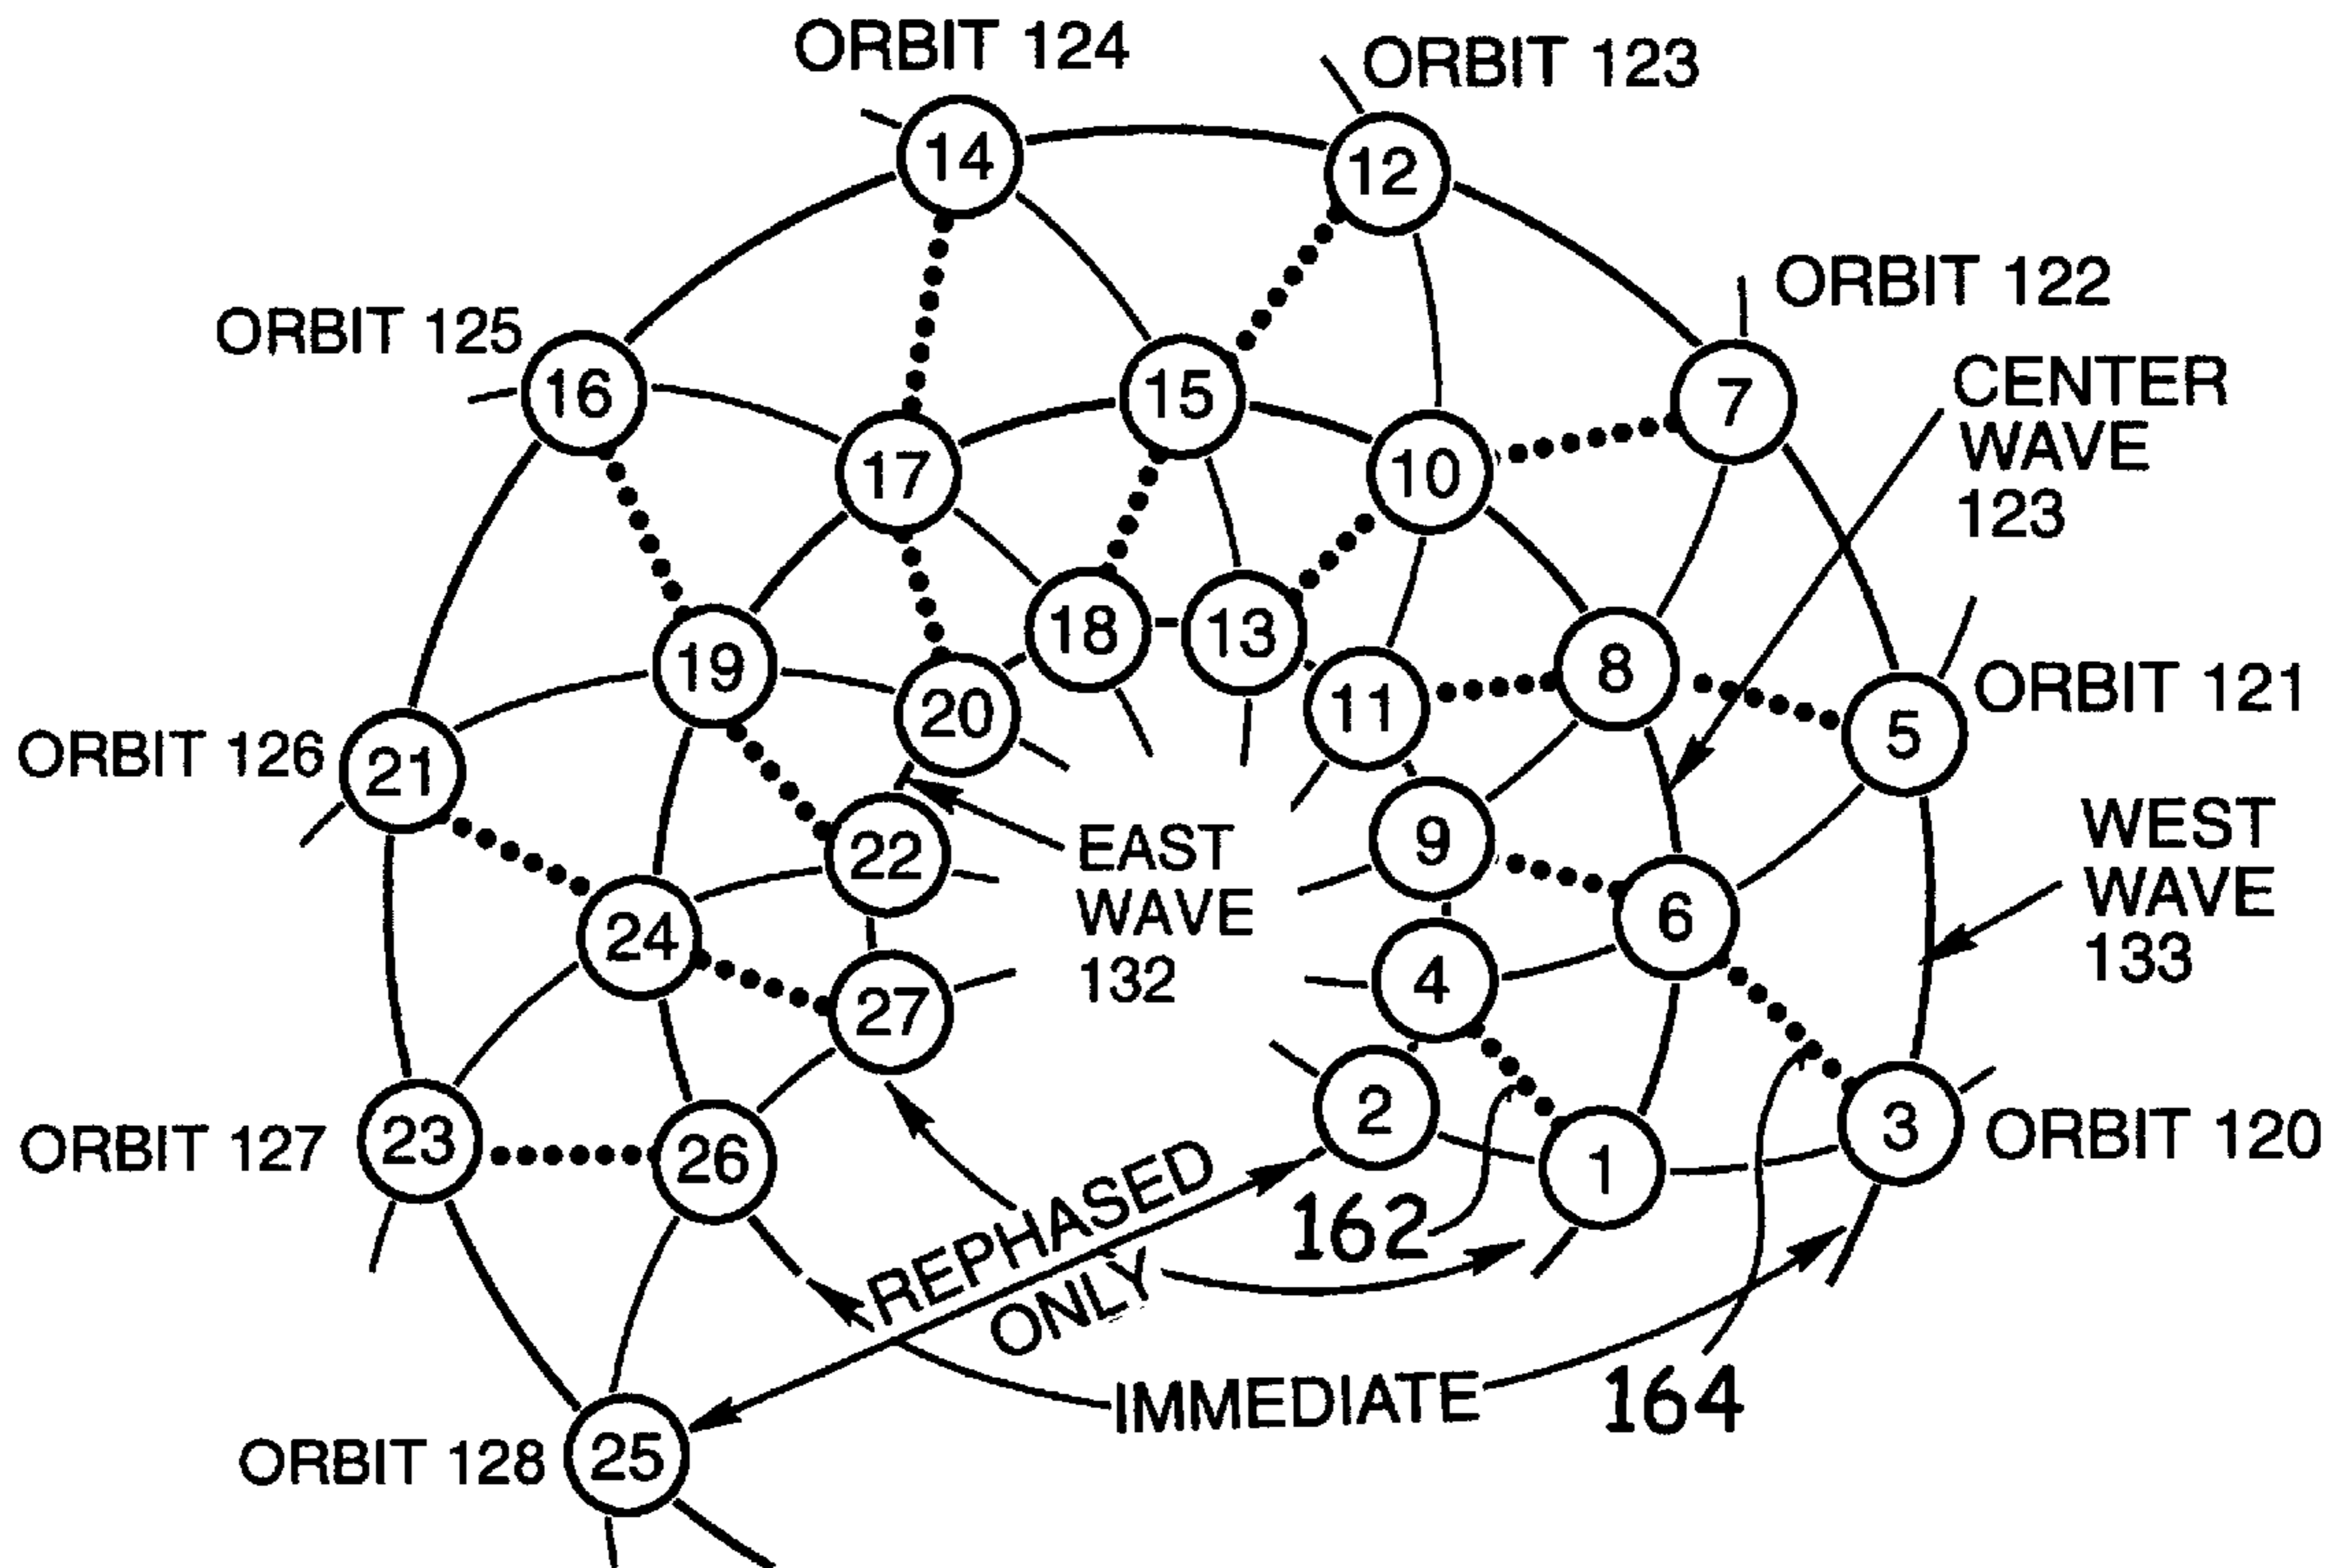 ORBIT 124
ORBIT 123
14
12
ORBIT 122
ORBIT 125
16
15
7
CENTER
WAVE
123
17
10
18
13
8
19
20
11
ORBIT 121
5
ORBIT 126
21
22
EAST
WAVE
132
9
WEST
WAVE
133
6
24
4
27
2
1
3
ORBIT 120
ORBIT 127
23
26
REPHASED
ONLY
162
IMMEDIATE
164
ORBIT 128
25